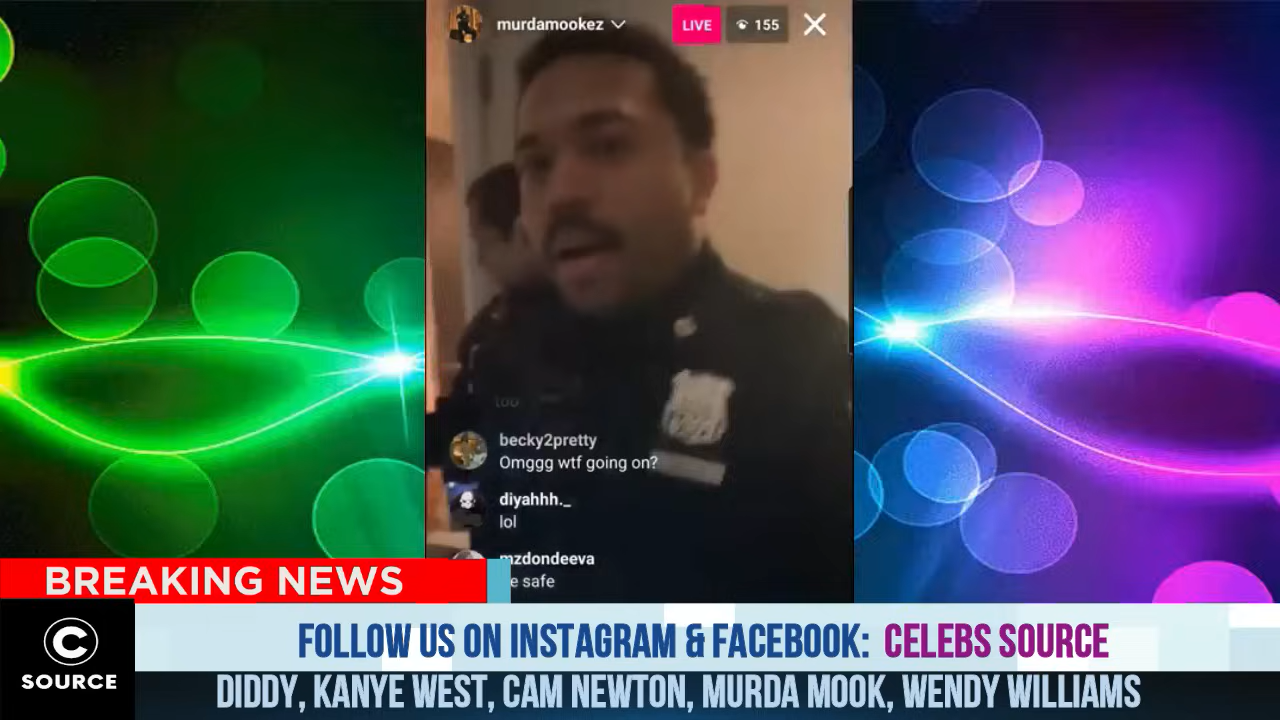 murdamookez
LIVE
155
too
becky2pretty
Omggg wtf going on?
diyahhh._
lol
mzdondeeva
e safe
BREAKING NEWS
FOLLOW US ON INSTAGRAM & FACEBOOK: CELEBS SOURCE
C
SOURCE
DIDDY, KANYE WEST, CAM NEWTON, MURDA MOOK, WENDY WILLIAMS